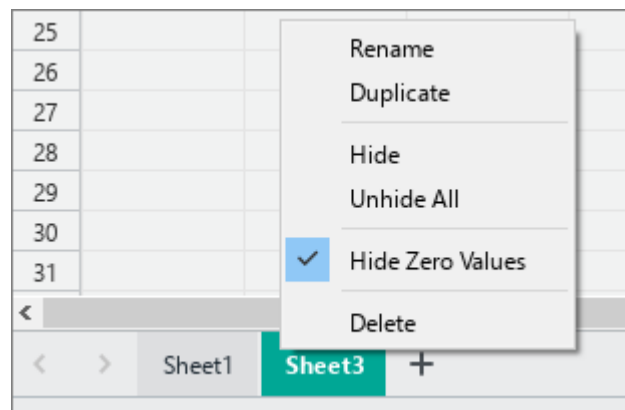 25
Rename
26
Duplicate
27
28
Hide
29
Unhide All
30
Hide Zero Values
31
Delete
Sheet1 Sheet3 +